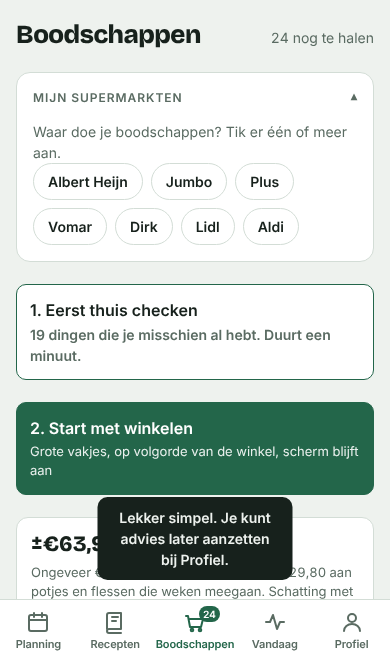 Boodschappen
24 nog te halen
MIJN SUPERMARKTEN
Waar doe je boodschappen? Tik er één of meer
aan.
Albert Heijn Jumbo Plus
Vomar Dirk Lidl Aldi
1. Eerst thuis checken
19 dingen die je misschien al hebt. Duurt een
minuut.
2. Start met winkelen
Grote vakjes, op volgorde van de winkel, scherm blijft
aan
Lekker simpel. Je kunt
advies later aanzetten
bij Profiel.
±€63,9
Ongeveer 29,80 aan
potjes en flessen die weken meegaan. Schatting met
24
Planning Recepten Boodschappen Vandaag Profiel